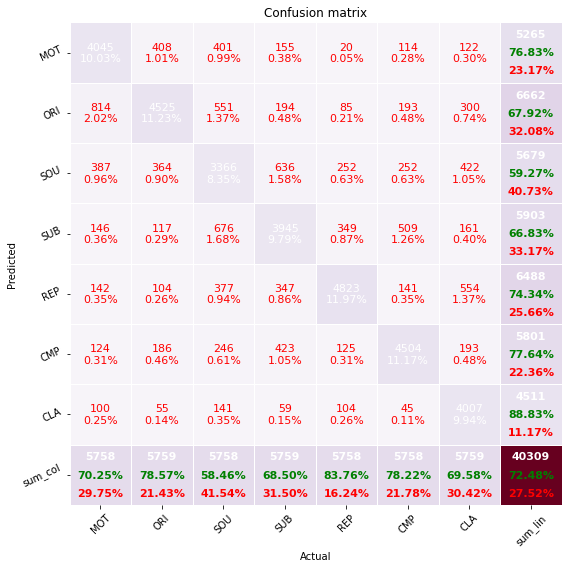 Confusion matrix
MOT 4045 408 401 155 20 114 122 5265
10.03% 1.01% 0.99% 0.38% 0.05% 0.28% 0.30% 76.83%
23.17%
ORI 814 4525 551 194 85 193 300 6662
2.02% 11.23% 1.37% 0.48% 0.21% 0.48% 0.74% 67.92%
32.08%
SOU 387 364 3366 636 252 252 422 5679
0.96% 0.90% 8.35% 1.58% 0.63% 0.63% 1.05% 59.27%
40.73%
SUB 146 117 676 3945 349 509 161 5903
0.36% 0.29% 1.68% 9.79% 0.87% 1.26% 0.40% 66.83%
33.17%
REP 142 104 377 347 4823 141 554 6488
0.35% 0.26% 0.94% 0.86% 11.97% 0.35% 1.37% 74.34%
25.66%
CMP 124 186 246 423 125 4504 193 5801
0.31% 0.46% 0.61% 1.05% 0.31% 11.17% 0.48% 77.64%
22.36%
CLA 100 55 141 59 104 45 4007 4511
0.25% 0.14% 0.35% 0.15% 0.26% 0.11% 9.94% 88.83%
11.17%
sum_col 5758 5759 5758 5759 5758 5758 5759 40309
70.25% 78.57% 58.46% 68.50% 83.76% 78.22% 69.58% 72.48%
29.75% 21.43% 41.54% 31.50% 16.24% 21.78% 30.42% 27.52%
MOT ORI SOU SUB REP CMP CLA sum_lin
Actual
Predicted